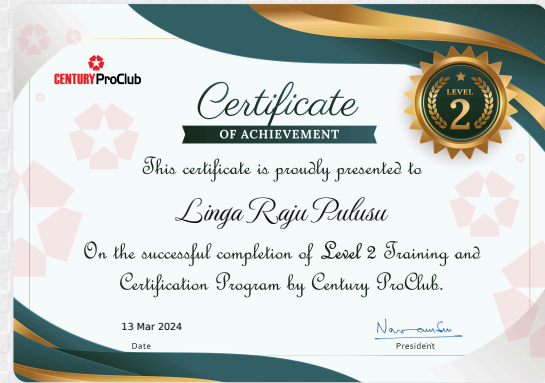 CENTURY ProClub
Certificate
OF ACHIEVEMENT
LEVEL
2
This certificate is proudly presented to
Linga Raju Pulusu
On the successful completion of Level 2 Training and
Certification Program by Century ProClub.
13 Mar 2024
Date
President